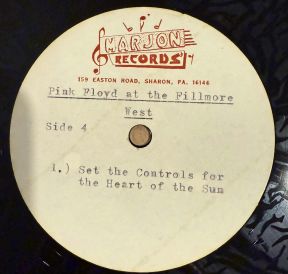 MARJON
RECORDS
159 EASTON ROAD, SHARON, PA. 16146
Pink Floyd at the Fillmore
West
Side 4
1.) Set the Controls for
the Heart of the Sun